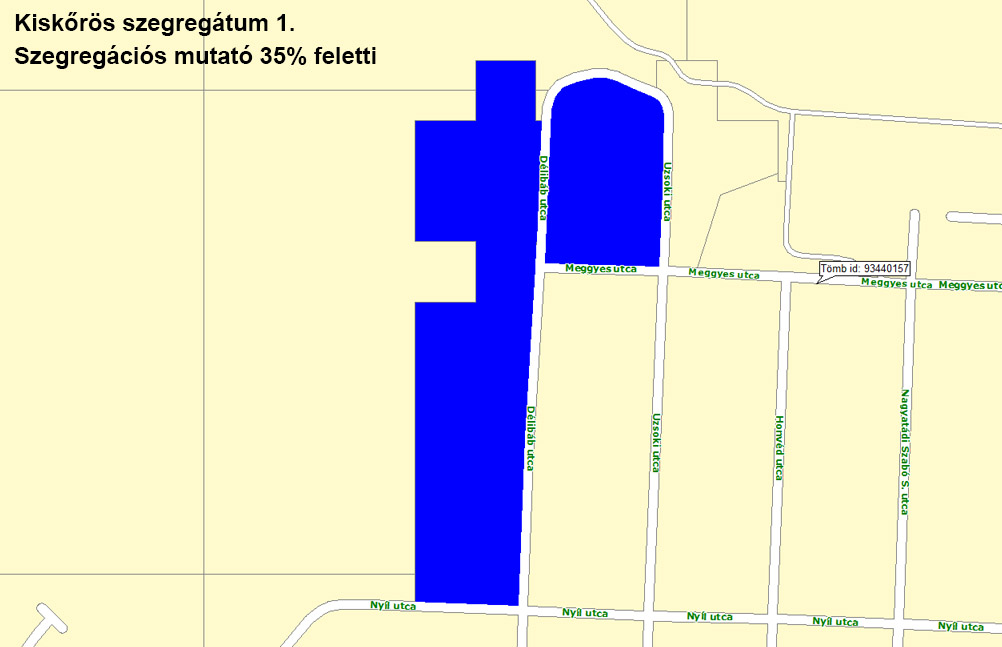 Kiskőrös szegregátum 1.
Szegregációs mutató 35% feletti
Délibáb utca
Uzsoki utca
Meggyes utca
Meggyes utca
Tömb id: 93440157
Meggyes utca
Meggyes utc
Délibáb utca
Uzsoki utca
Honvéd utca
Nagyatádi Szabó S. utca
Nyíl utca
Nyíl utca
Nyíl utca
Nyíl utca
Nyíl utca